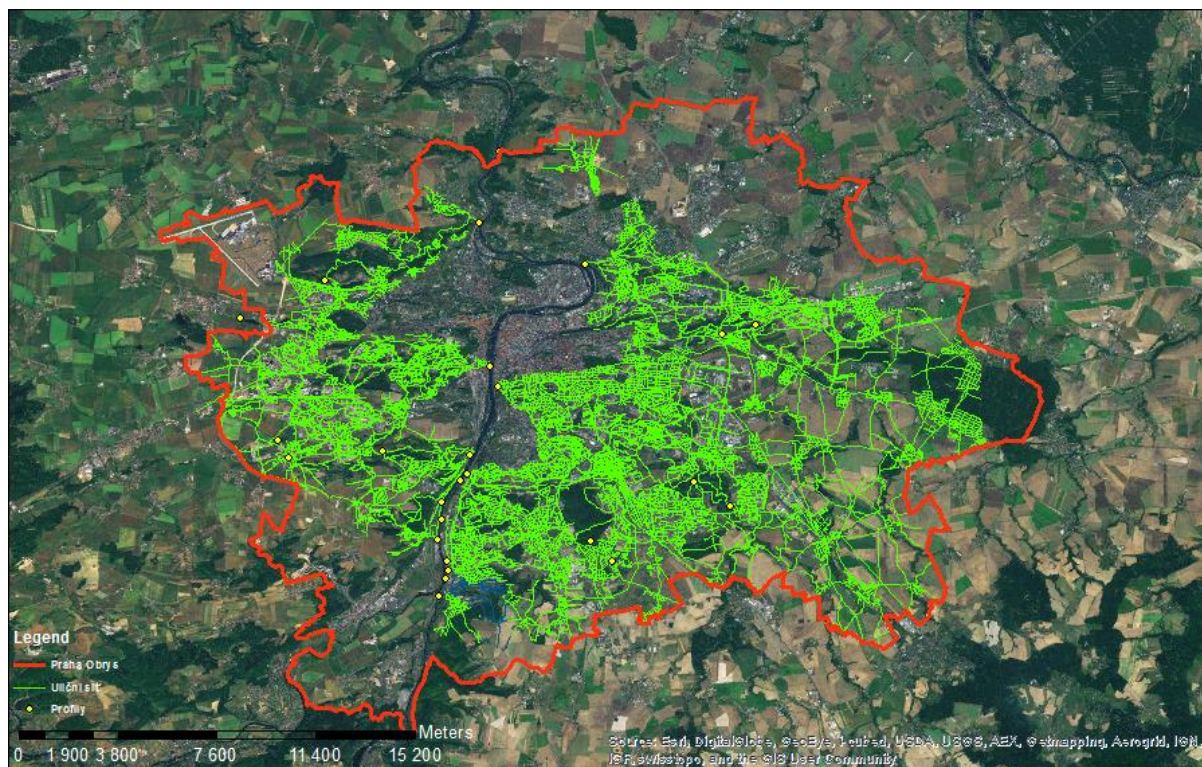 Legend
Praha Obrys
Uliční síť
Profily
Meters
0 1 900 3 800 7 600 11 400 15 200
Source: Esri, DigitalGlobe, GeoEye, i-cubed, USDA, USGS, AEX, Getmapping, Aerogrid, IGN,
IGP, swisstopo, and the GIS User Community